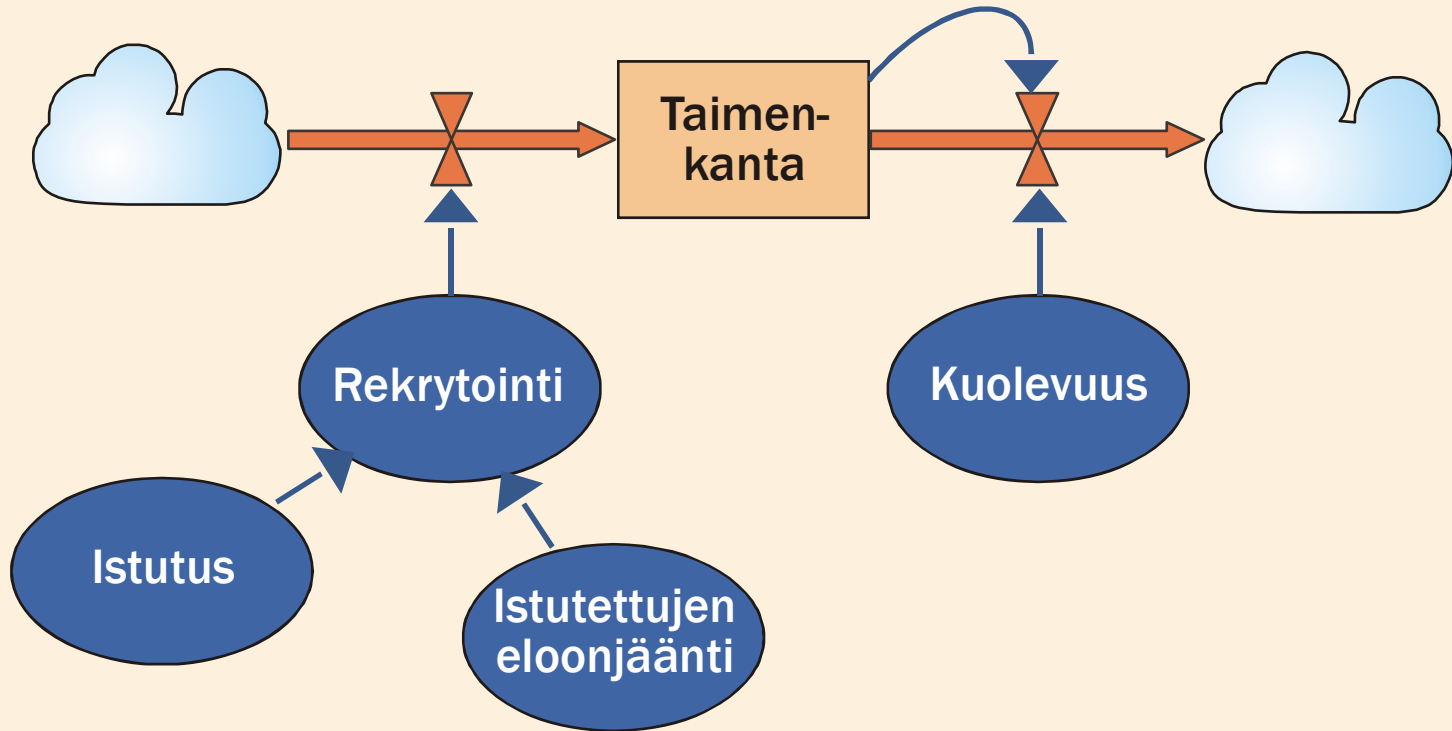 Taimen-
kanta
Rekrytointi
Kuolevuus
Istutus
Istutettujen
eloonjäänti